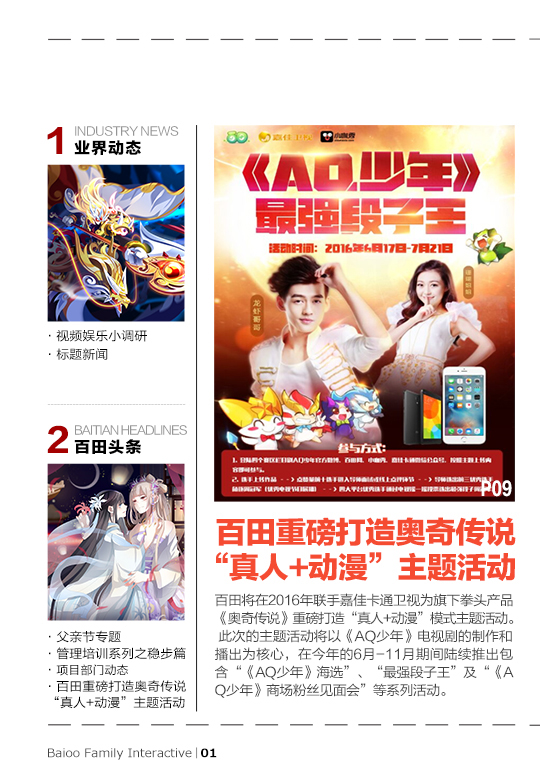 1 INDUSTRY NEWS
业界动态
· 视频娱乐小调研
· 标题新闻
2 BAITIAN HEADLINES
百田头条
· 父亲节专题
· 管理培训系列之稳步篇
· 项目部门动态
· 百田重磅打造奥奇传说
“真人+动漫”主题活动
嘉佳卡通
《AQ少年》
最强段子王
活动时间：2016年6月17日-7月21日
龙虾哥哥
参与方式：
P09
百田重磅打造奥奇传说
“真人+动漫”主题活动
百田将在2016年联手嘉佳卡通卫视为旗下拳头产品
《奥奇传说》重磅打造“真人+动漫”模式主题活动。
此次的主题活动将以《AQ少年》电视剧的制作和
播出为核心，在今年的6月-11月期间陆续推出包
含“《AQ少年》海选”、“最强段子王”及“《A
Q少年》商场粉丝见面会”等系列活动。
Baioo Family Interactive | 01